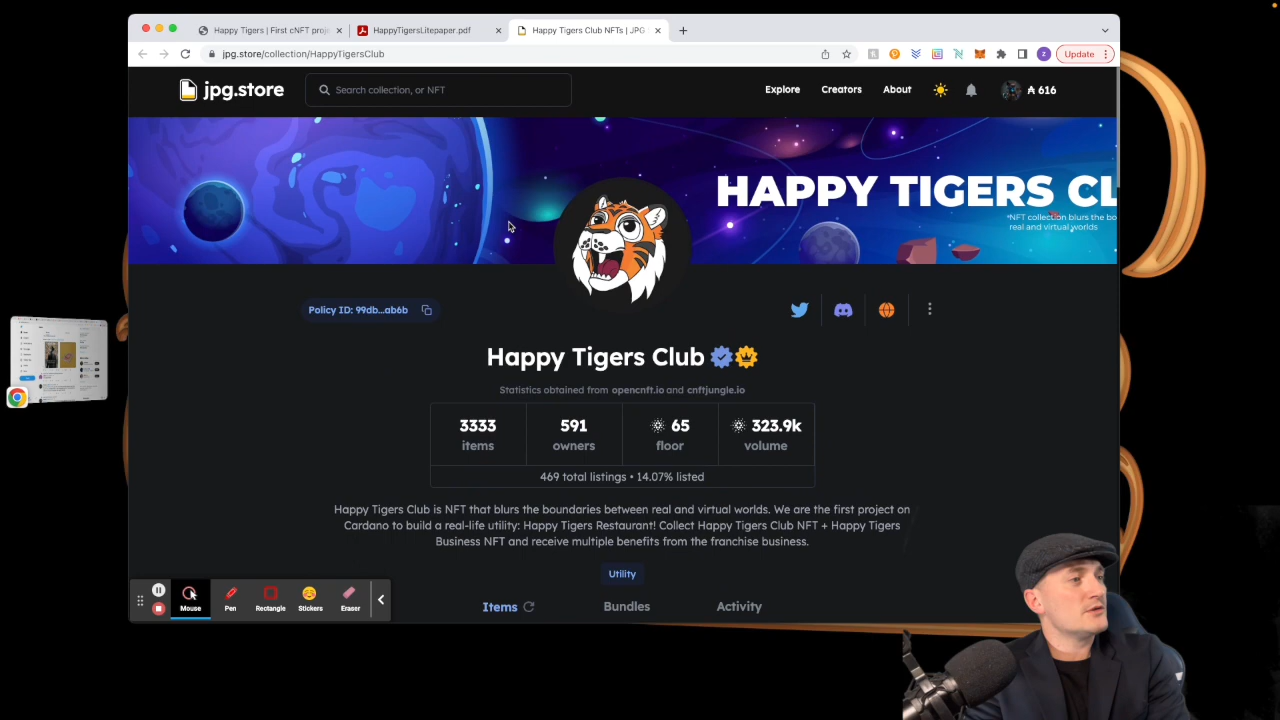 Happy Tigers | First cNFT proje
HappyTigersLitepaper.pdf
Happy Tigers Club NFTs | JPG
jpg.store/collection/HappyTigersClub
Z
Update
jpg.store
Search collection, or NFT
Explore
Creators
About
₳ 616
HAPPY TIGERS CL
*NFT collection blurs the bo
real and virtual worlds
Policy ID: 99db...ab6b
Happy Tigers Club
Statistics obtained from opencnft.io and cnftjungle.io
3333
items
591
owners
65
floor
323.9k
volume
469 total listings • 14.07% listed
Happy Tigers Club is NFT that blurs the boundaries between real and virtual worlds. We are the first project on
Cardano to build a real-life utility: Happy Tigers Restaurant! Collect Happy Tigers Club NFT + Happy Tigers
Business NFT and receive multiple benefits from the franchise business.
Utility
Items
Bundles
Activity
Mouse
Pen
Rectangle
Stickers
Eraser